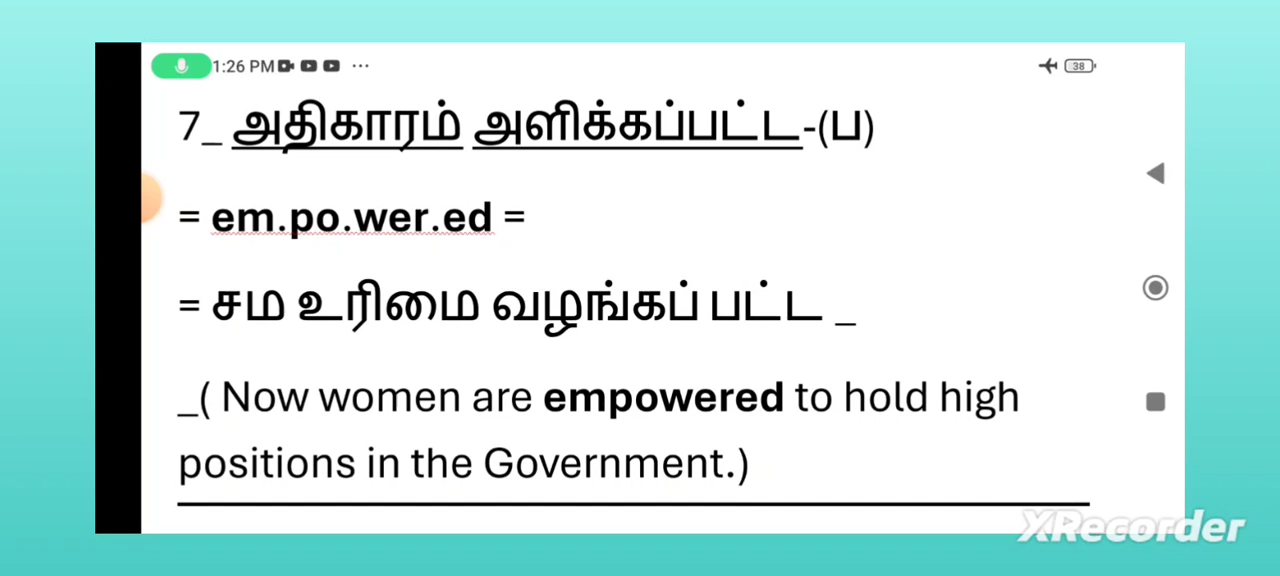 1:26 PM ... 38
7_ அதிகாரம் அளிக்கப்பட்ட-(ப)
= em.po.wer.ed =
= சம உரிமை வழங்கப் பட்ட _
_( Now women are empowered to hold high
positions in the Government.)
XRecorder